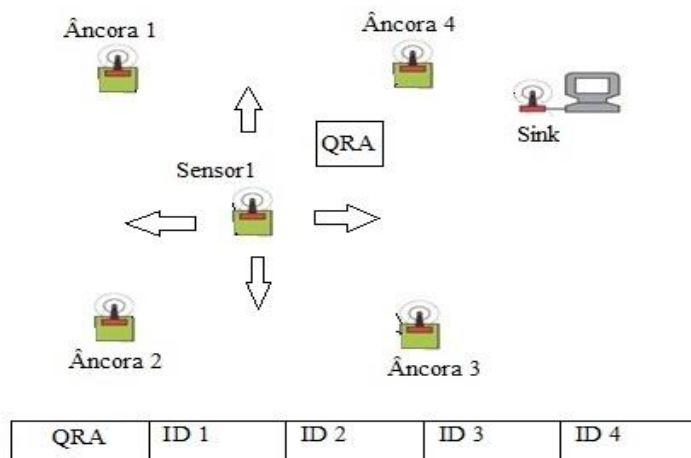 Âncora 1
Âncora 4
Sink
QRA
Sensor1
Âncora 2
Âncora 3
QRA ID 1 ID 2 ID 3 ID 4